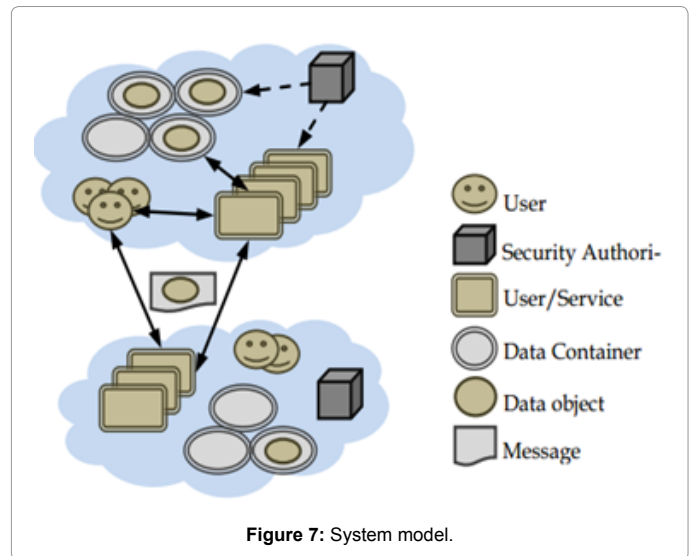 User
Security Authori-
User/Service
Data Container
Data object
Message
Figure 7: System model.